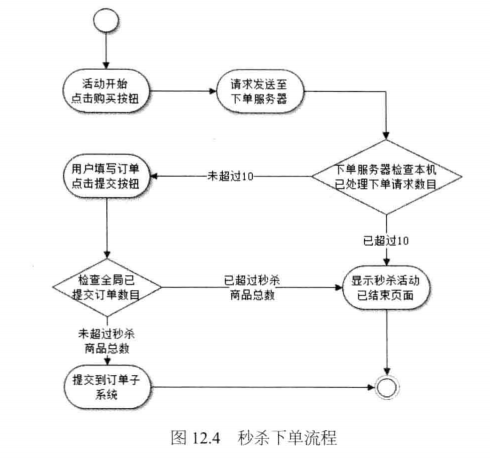 活动开始
点击购买按钮
请求发送至
下单服务器
用户填写订单
点击提交按钮
未超过10
下单服务器检查本机
已处理下单请求数目
已超过10
检查全局已
提交订单数目
已超过秒杀
商品总数
显示秒杀活动
已结束页面
未超过秒杀
商品总数
提交到订单子
系统
图 12.4 秒杀下单流程